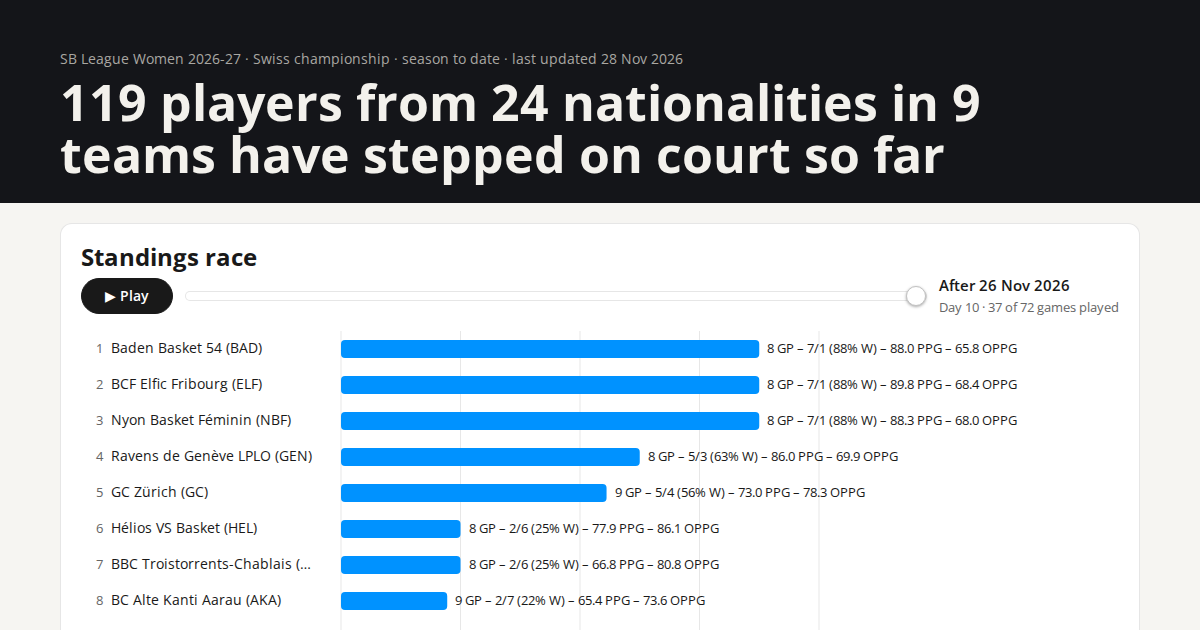 SB League Women 2026-27 · Swiss championship · season to date · last updated 28 Nov 2026
119 players from 24 nationalities in 9
teams have stepped on court so far
Standings race
▶ Play
After 26 Nov 2026
Day 10 · 37 of 72 games played
1 Baden Basket 54 (BAD) 8 GP – 7/1 (88% W) – 88.0 PPG – 65.8 OPPG
2 BCF Elfic Fribourg (ELF) 8 GP – 7/1 (88% W) – 89.8 PPG – 68.4 OPPG
3 Nyon Basket Féminin (NBF) 8 GP – 7/1 (88% W) – 88.3 PPG – 68.0 OPPG
4 Ravens de Genève LPLO (GEN) 8 GP – 5/3 (63% W) – 86.0 PPG – 69.9 OPPG
5 GC Zürich (GC) 9 GP – 5/4 (56% W) – 73.0 PPG – 78.3 OPPG
6 Hélios VS Basket (HEL) 8 GP – 2/6 (25% W) – 77.9 PPG – 86.1 OPPG
7 BBC Troistorrents-Chablais (... 8 GP – 2/6 (25% W) – 66.8 PPG – 80.8 OPPG
8 BC Alte Kanti Aarau (AKA) 9 GP – 2/7 (22% W) – 65.4 PPG – 73.6 OPPG